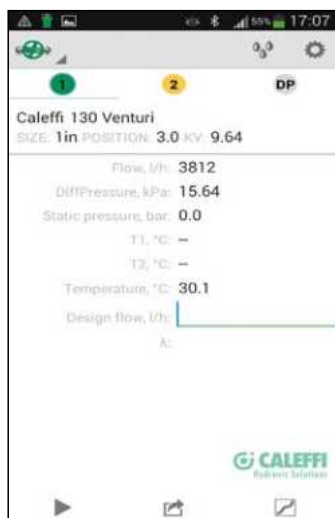 55% 17:07
1 2 DP
Caleffi 130 Venturi
SIZE: 1in POSITION: 3.0 KV: 9.64
Flow, l/h: 3812
DiffPressure, kPa: 15.64
Static pressure, bar: 0.0
T1, °C: --
T2, °C: --
Temperature, °C: 30.1
Design flow, l/h:
λ:
CALEFFI
Hydronic Solutions